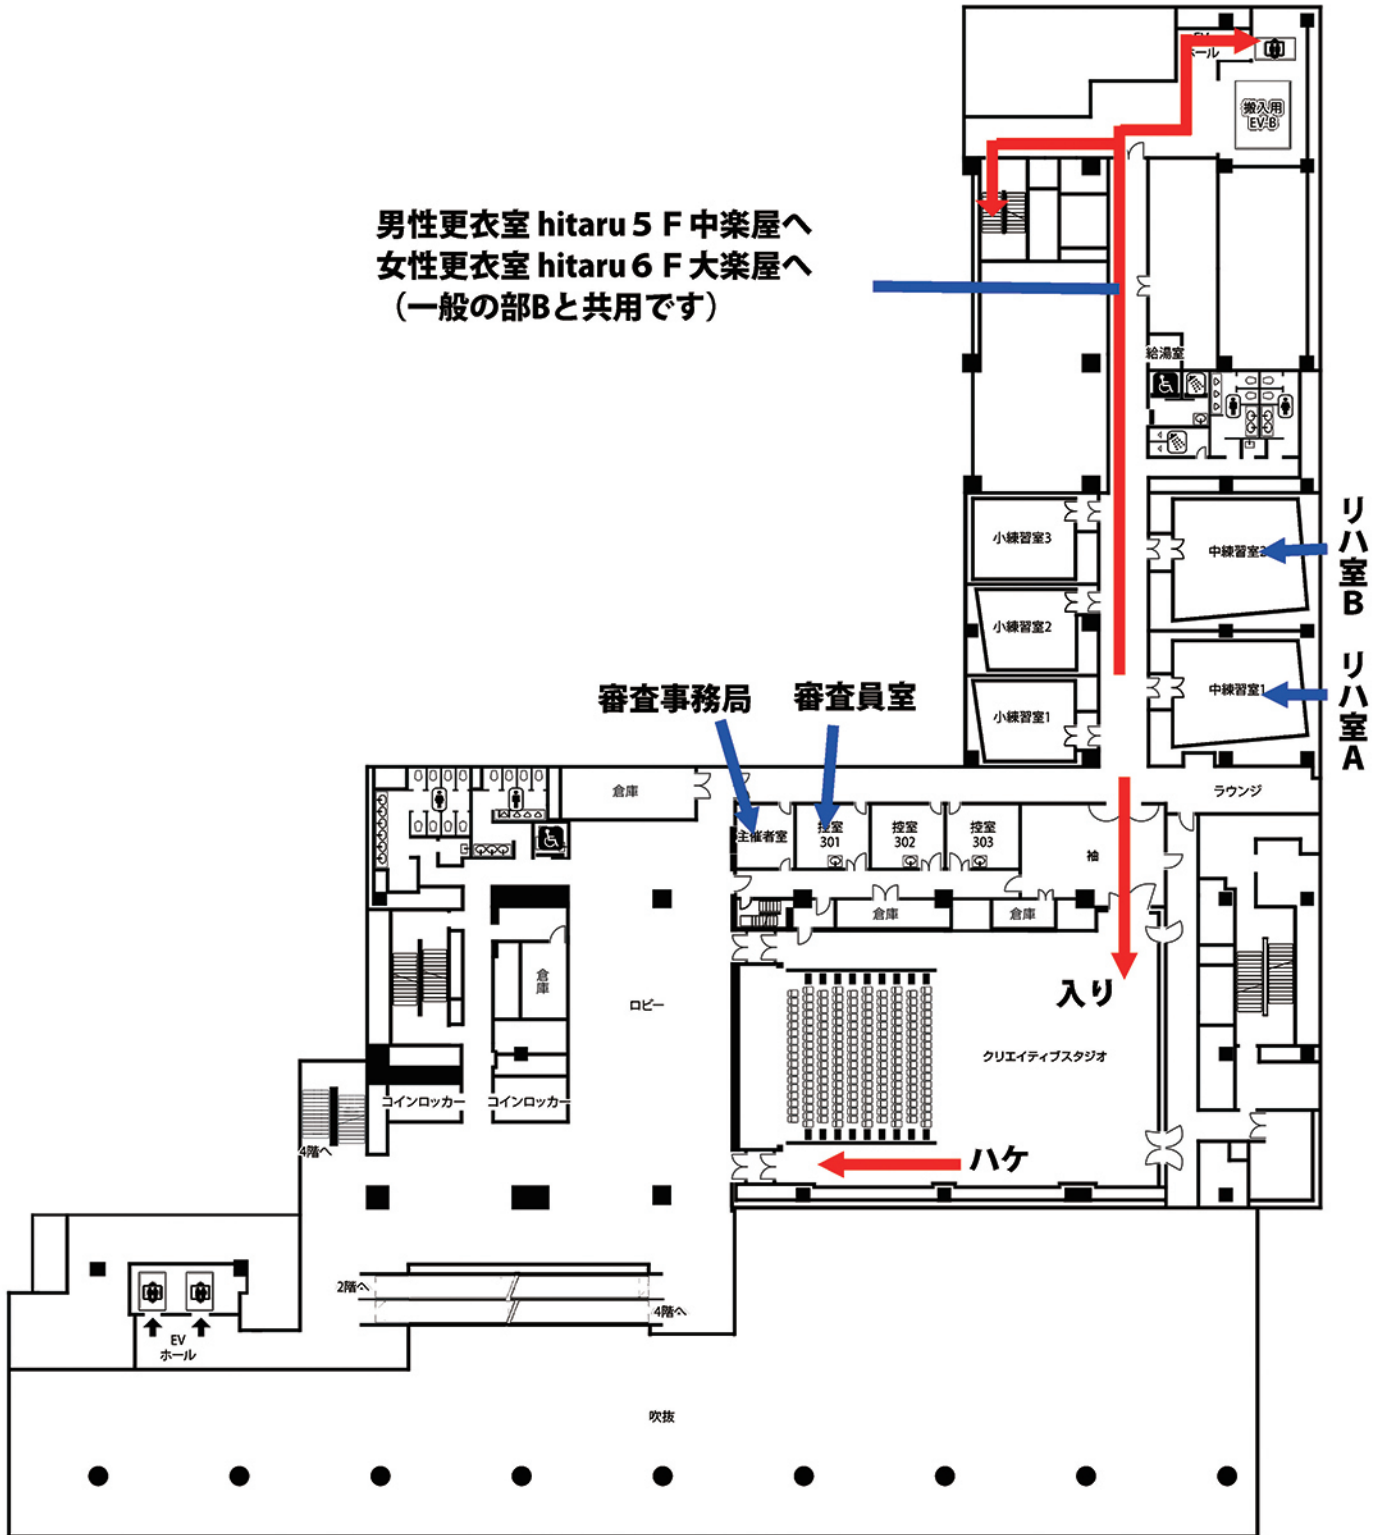 EV
ホール
搬入用
EV-B
男性更衣室 hitaru 5 F 中楽屋へ
女性更衣室 hitaru 6 F 大楽屋へ
（一般の部Bと共用です）
給湯室
小練習室3
中練習室2
リハ室B
小練習室2
小練習室1
中練習室1
リハ室A
審査事務局
審査員室
倉庫
ラウンジ
主催者室
控室
301
控室
302
控室
303
袖
倉庫
倉庫
倉庫
ロビー
入り
クリエイティブスタジオ
コインロッカー
コインロッカー
4階へ
ハケ
2階へ
4階へ
EV
ホール
吹抜